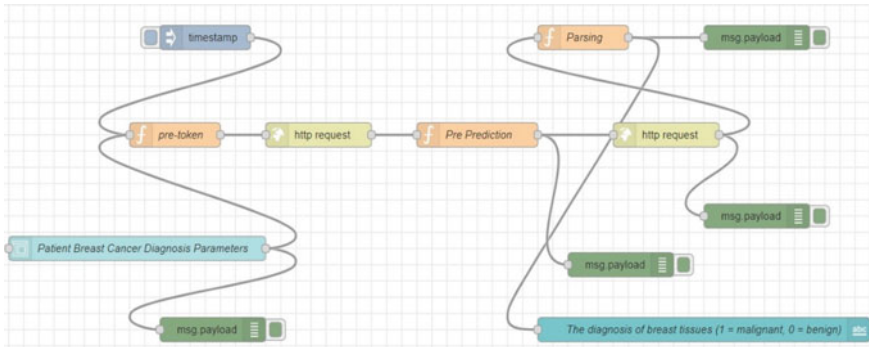 timestamp
Parsing
msg.payload
pre-token
http request
Pre Prediction
http request
msg.payload
Patient Breast Cancer Diagnosis Parameters
msg.payload
msg.payload
The diagnosis of breast tissues (1 = malignant, 0 = benign)
abc